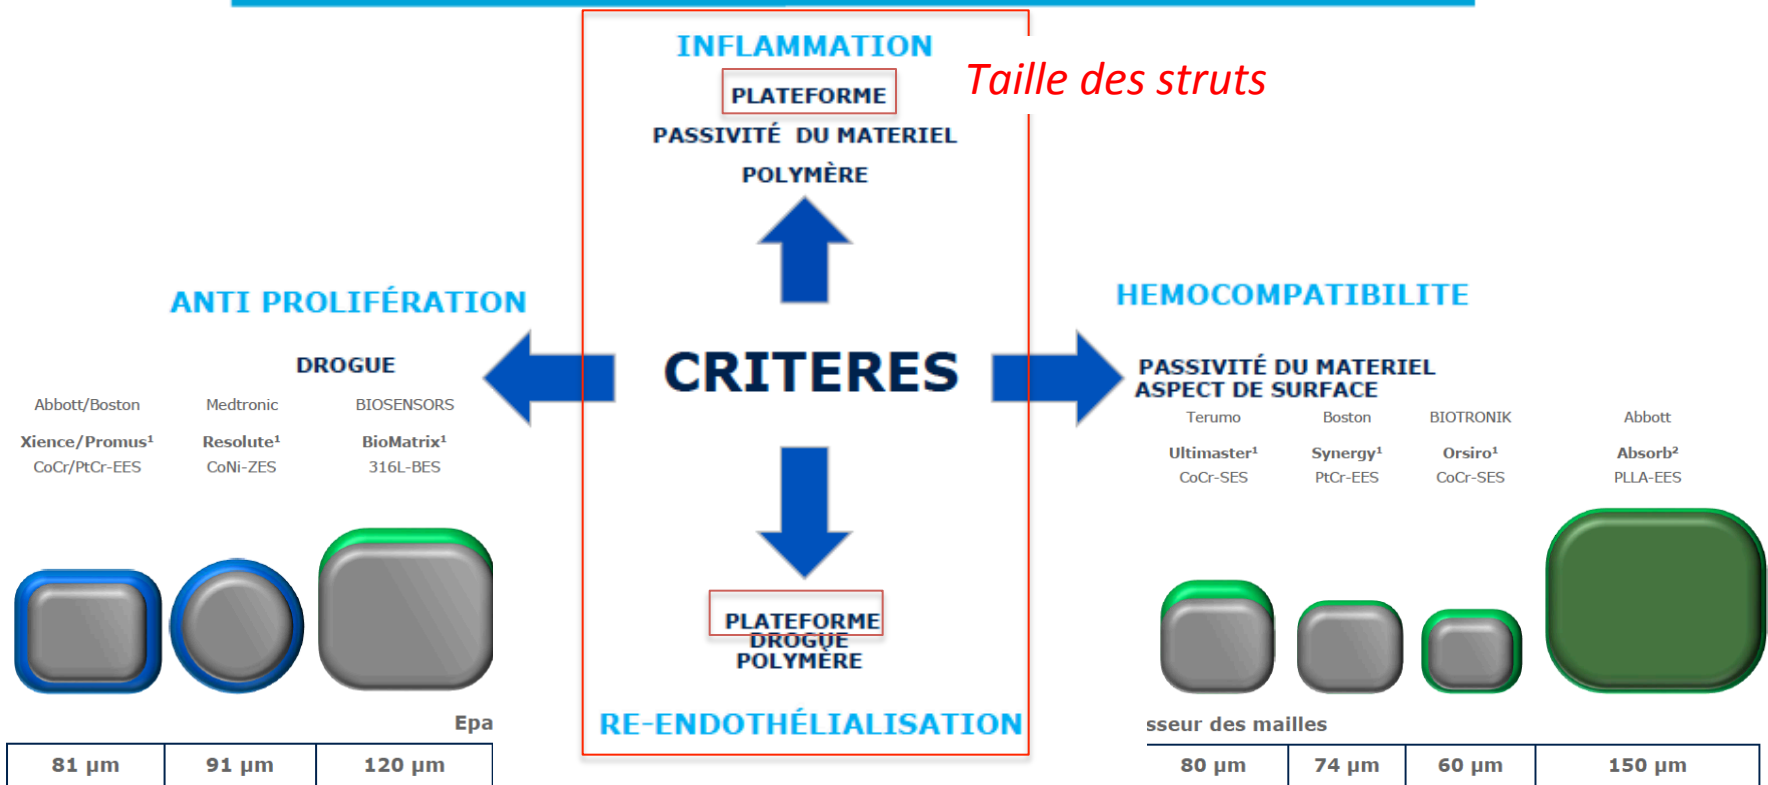 INFLAMMATION
Taille des struts
PLATEFORME
PASSIVITÉ DU MATERIEL
POLYMÈRE
ANTI PROLIFÉRATION
HEMOCOMPATIBILITE
DROGUE
CRITERES
PASSIVITÉ DU MATERIEL
ASPECT DE SURFACE
Abbott/Boston
Medtronic
BIOSENSORS
Xience/Promus¹
Resolute¹
BioMatrix¹
CoCr/PtCr-EES
CoNi-ZES
316L-BES
Terumo
Boston
BIOTRONIK
Abbott
Ultimaster¹
Synergy¹
Orsiro¹
Absorb²
CoCr-SES
PtCr-EES
CoCr-SES
PLLA-EES
PLATEFORME
DROGUE
POLYMÈRE
RE-ENDOTHÉLIALISATION
Epa
sseur des mailles
81 µm
91 µm
120 µm
80 µm
74 µm
60 µm
150 µm